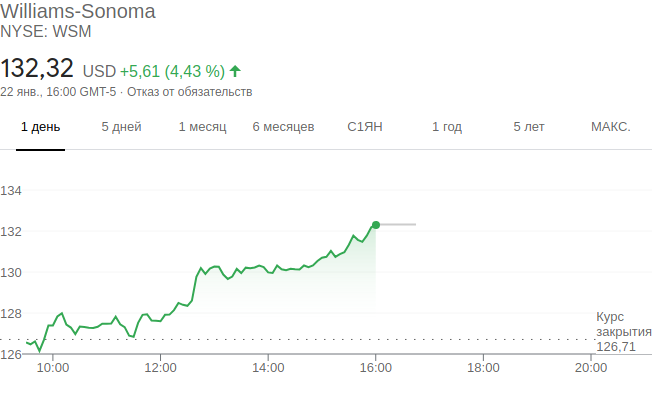 Williams-Sonoma
NYSE: WSM
132,32 USD +5,61 (4,43 %)
22 янв., 16:00 GMT-5 · Отказ от обязательств
1 день 5 дней 1 месяц 6 месяцев С1ЯН 1 год 5 лет МАКС.
134
132
130
128
Курс
закрытия
126,71
126
10:00 12:00 14:00 16:00 18:00 20:00